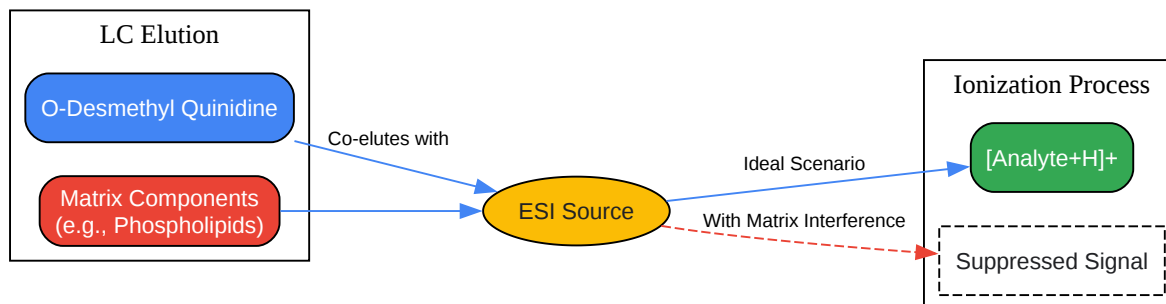 LC Elution
O-Desmethyl Quinidine
Matrix Components
(e.g., Phospholipids)
Co-elutes with
ESI Source
Ideal Scenario
With Matrix Interference
Ionization Process
[Analyte+H]+
Suppressed Signal